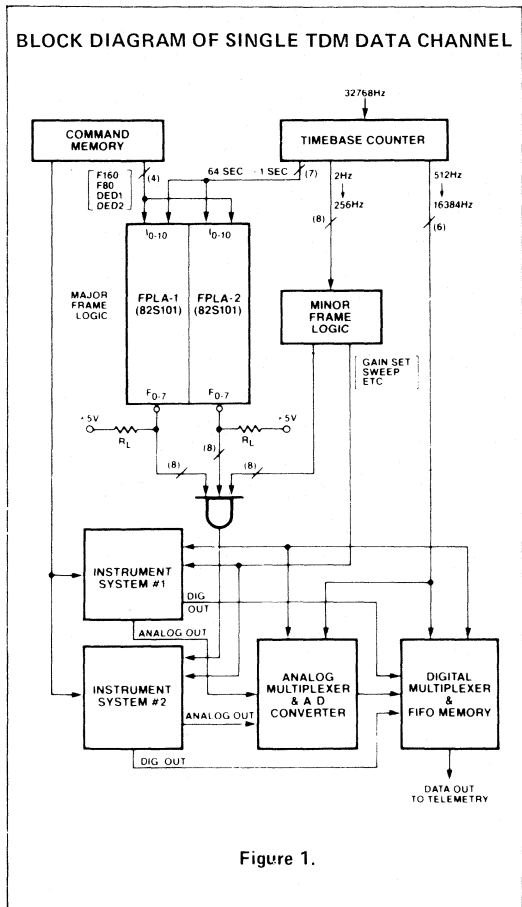 BLOCK DIAGRAM OF SINGLE TDM DATA CHANNEL
32768Hz
COMMAND
MEMORY
TIMEBASE COUNTER
F160
F80
DED1
DED2
(4)
64 SEC - 1 SEC
(7)
2Hz
256Hz
(8)
512Hz
16384Hz
(6)
I0-10
I0-10
MAJOR
FRAME
LOGIC
FPLA-1
(82S101)
FPLA-2
(82S101)
MINOR
FRAME
LOGIC
F0-7
F0-7
GAIN SET
SWEEP
ETC
+5V
RL
+5V
RL
(8)
(8)
(8)
INSTRUMENT
SYSTEM #1
DIG
OUT
ANALOG OUT
INSTRUMENT
SYSTEM #2
ANALOG OUT
DIG OUT
ANALOG
MULTIPLEXER
& A D
CONVERTER
DIGITAL
MULTIPLEXER
&
FIFO MEMORY
DATA OUT
TO TELEMETRY
Figure 1.